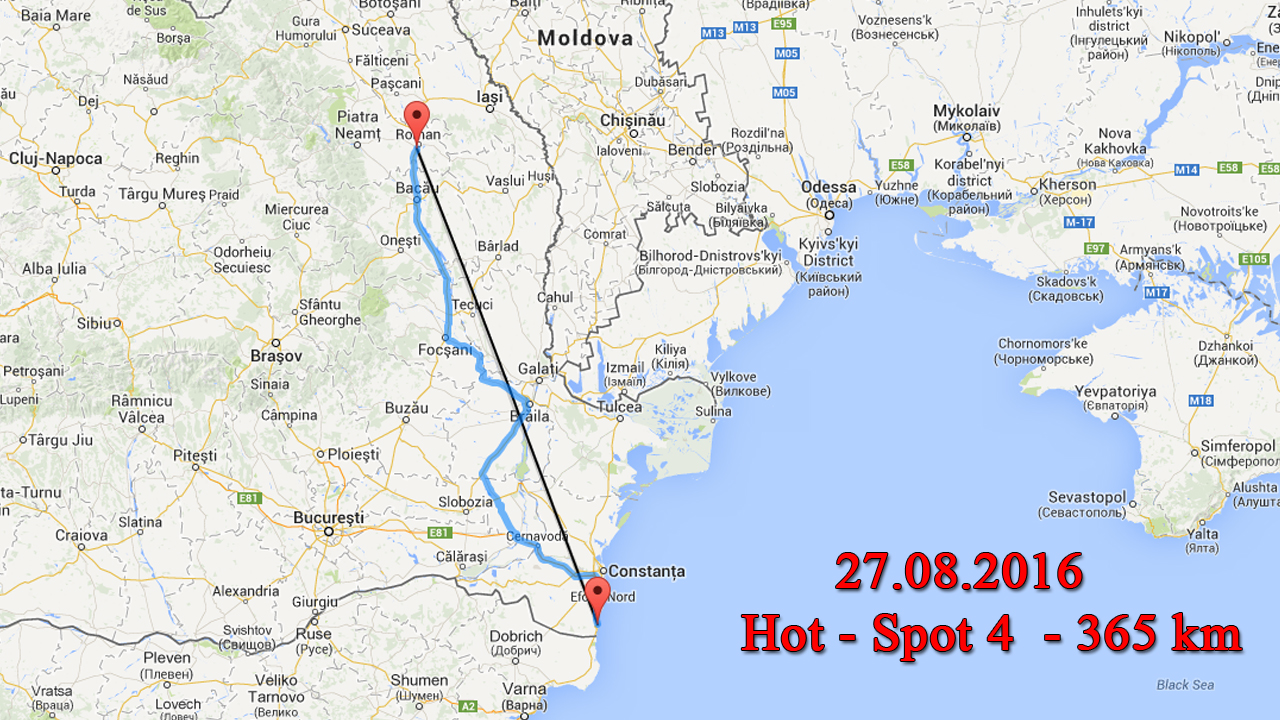 Botoșani
Bălți
Rîbnița
(Врадіївка)
E95
Inhulets'kyi
district
(Інгулецький
район)
de Sus
Gura
Humorului
Suceava
Borșa
Fălticeni
Moldova
M13
M13
M05
Voznesens'k
(Вознесенськ)
Nikopol'
(Нікополь)
Năsăud
Pașcani
Dubăsari
M05
Dej
Iași
Piatra
Neamț
Roman
Chișinău
Ialoveni
Bender
Rozdil'na
(Роздільна)
Mykolaiv
(Миколаїв)
Nova
Kakhovka
(Нова Каховка)
Cluj-Napoca
Reghin
Turda
Târgu Mureș
Praid
Bacău
Vaslui
Huși
Slobozia
Sălcuța
Bilyaivka
(Біляївка)
Odessa
(Одеса)
Yuzhne
(Южне)
E58
Korabel'nyi
district
(Корабельний
район)
Kherson
(Херсон)
M14
E58
E58
Miercurea
Ciuc
Onești
Bârlad
Comrat
Kyivs'kyi
District
(Київський
район)
M-17
Novotroits'ke
(Новотроїцьке)
Odorheiu
Secuiesc
Alba Iulia
Bilhorod-Dnistrovs'kyi
(Білгород-Дністровський)
E97
Armyans'k
(Армянськ)
E105
Skadovs'k
(Скадовськ)
M17
Sfântu
Gheorghe
Tecuci
Cahul
Sibiu
Focșani
Brașov
Chornomors'ke
(Чорноморське)
Dzhankoi
(Джанкой)
Petroșani
Lupeni
Sinaia
Galați
Izmail
(Ізмаїл)
Kiliya
(Кілія)
Vylkove
(Вилкове)
Yevpatoriya
(Євпаторія)
M18
Râmnicu
Vâlcea
Câmpina
Buzău
Brăila
Tulcea
Sulina
Târgu Jiu
Pitești
Ploiești
Simferopol
(Сімферополь
E81
Slobozia
Sevastopol
(Севастополь)
Alushta
(Алушта
București
Slatina
Craiova
E81
Cernavodă
Yalta
(Ялта)
Călărași
Constanța
27.08.2016
Alexandria
Giurgiu
Eforie Nord
Hot - Spot 4 - 365 km
Svishtov
(Свищов)
Ruse
(Русе)
Dobrich
(Добрич)
Pleven
(Плевен)
Veliko
Tarnovo
(Велико
Shumen
(Шумен)
Varna
(Варна)
Black Sea
Vratsa
(Враца)
Lovech
(Ловеч)
A2
Baia Mare